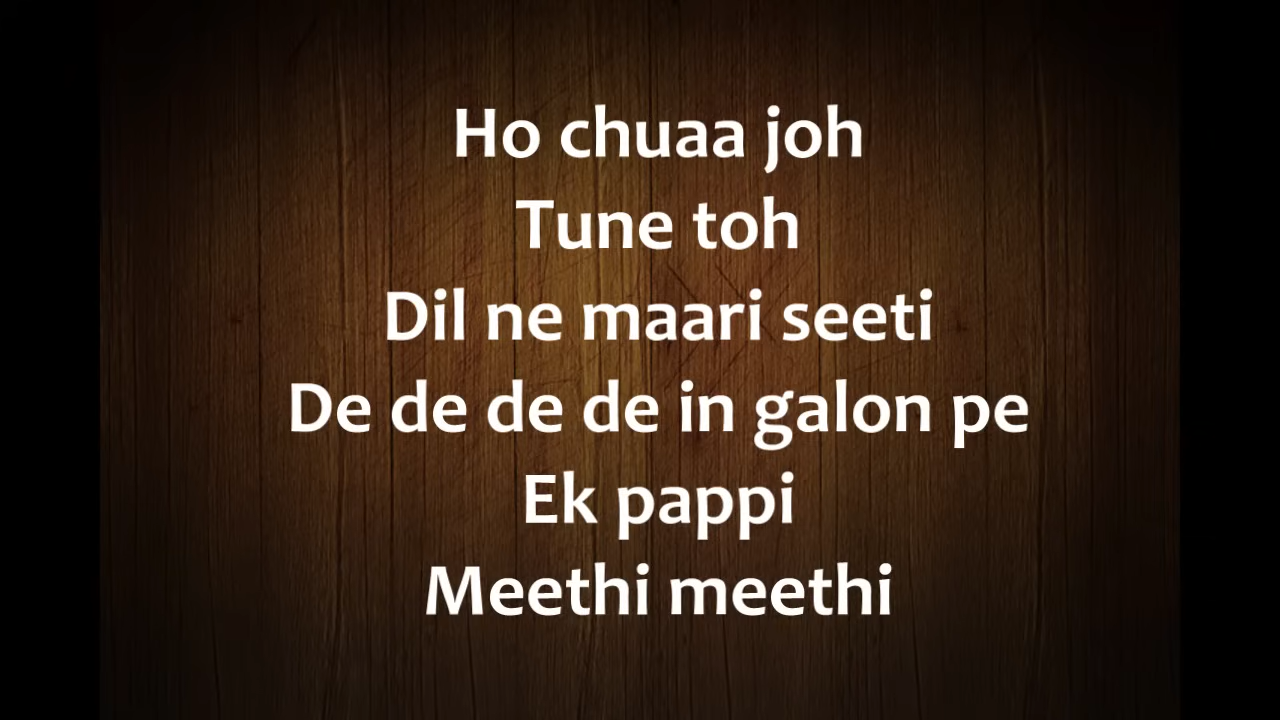 Ho chuaa joh
Tune toh
Dil ne maari seeti
De de de de in galon pe
Ek pappi
Meethi meethi